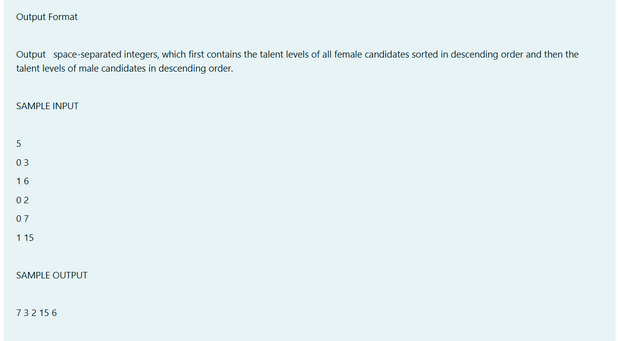 Output Format
Output space-separated integers, which first contains the talent levels of all female candidates sorted in descending order and then the
talent levels of male candidates in descending order.
SAMPLE INPUT
5
0 3
1 6
0 2
0 7
1 15
SAMPLE OUTPUT
7 3 2 15 6